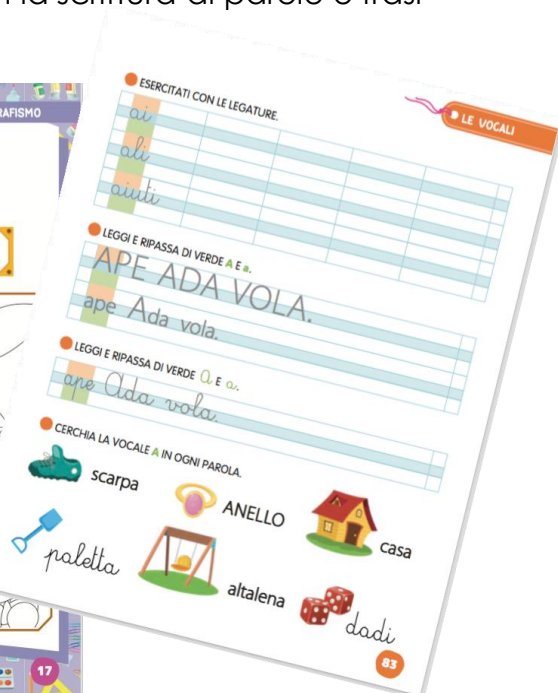 la scrittura di parole e frasi
LE VOCALI
ESERCITATI CON LE LEGATURE.
ai
ali
aiuti
LEGGI E RIPASSA DI VERDE A E a.
APE ADA VOLA.
ape Ada vola.
LEGGI E RIPASSA DI VERDE A E a.
ape Ada vola.
CERCHIA LA VOCALE A IN OGNI PAROLA.
scarpa
ANELLO
casa
paletta
altalena
dadi
83
17